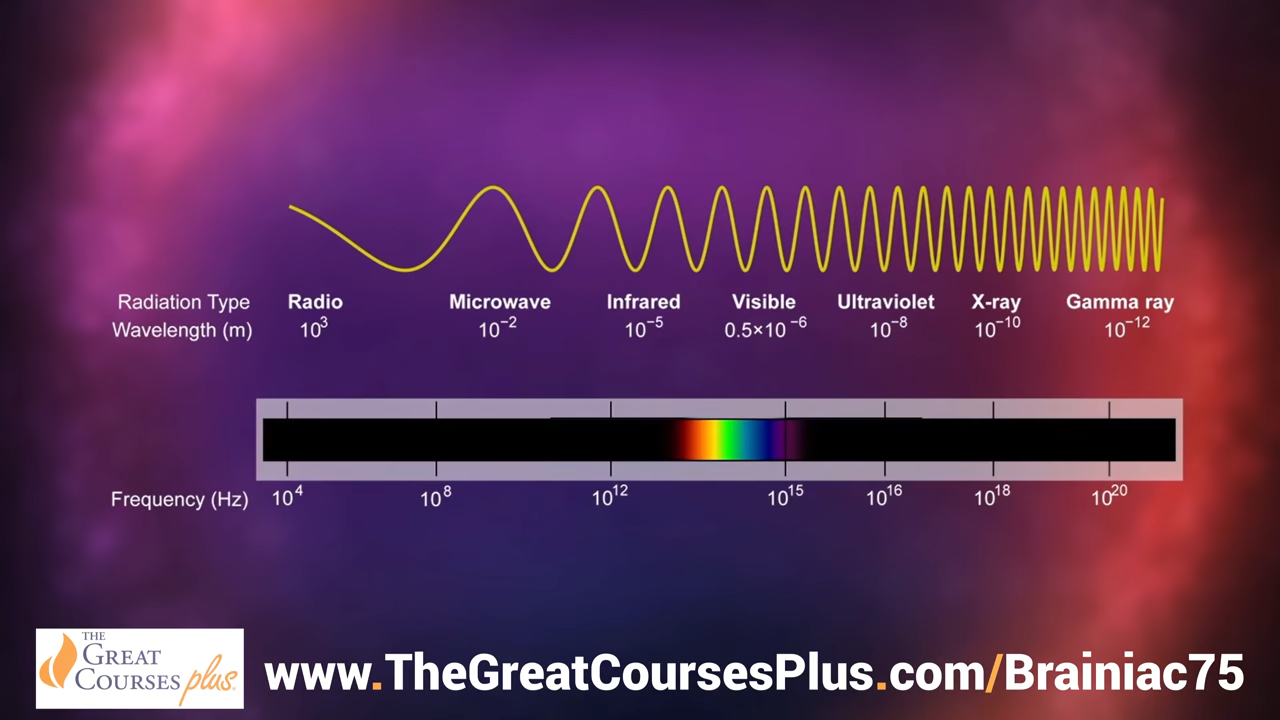 Radiation Type Radio Microwave Infrared Visible Ultraviolet X-ray Gamma ray
Wavelength (m) 10³ 10⁻² 10⁻⁵ 0.5×10⁻⁶ 10⁻⁸ 10⁻¹⁰ 10⁻¹²
Frequency (Hz) 10⁴ 10⁸ 10¹² 10¹⁵ 10¹⁶ 10¹⁸ 10²⁰
THE
GREAT
COURSES plus.
www.TheGreatCoursesPlus.com/Brainiac75